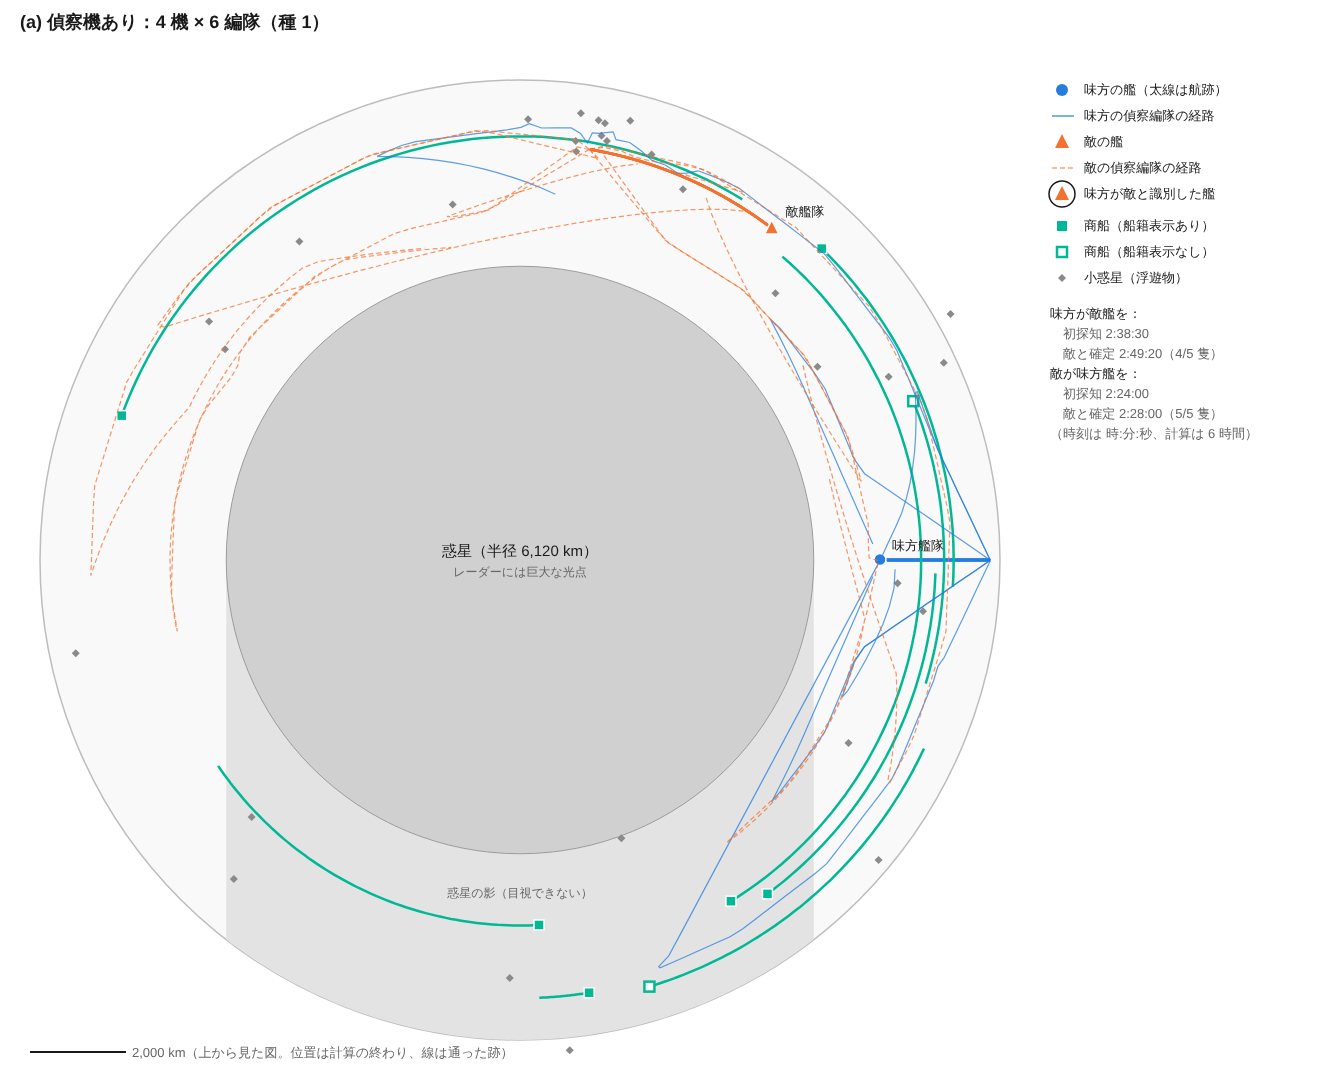 (a) 偵察機あり：4 機 × 6 編隊（種 1）
味方の艦（太線は航跡）
味方の偵察編隊の経路
敵の艦
敵の偵察編隊の経路
味方が敵と識別した艦
商船（船籍表示あり）
商船（船籍表示なし）
小惑星（浮遊物）
味方が敵艦を：
初探知 2:38:30
敵と確定 2:49:20（4/5 隻）
敵が味方艦を：
初探知 2:24:00
敵と確定 2:28:00（5/5 隻）
（時刻は 時:分:秒、計算は 6 時間）
敵艦隊
味方艦隊
惑星（半径 6,120 km）
レーダーには巨大な光点
惑星の影（目視できない）
2,000 km（上から見た図。位置は計算の終わり、線は通った跡）